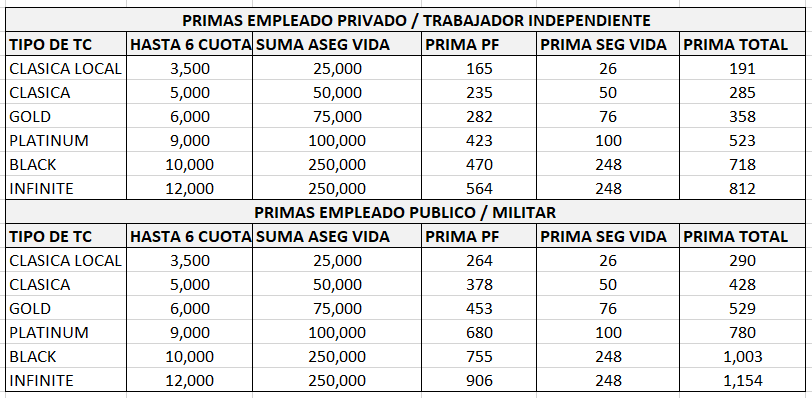 PRIMAS EMPLEADO PRIVADO / TRABAJADOR INDEPENDIENTE
TIPO DE TC HASTA 6 CUOTA SUMA ASEG VIDA PRIMA PF PRIMA SEG VIDA PRIMA TOTAL
CLASICA LOCAL 3,500 25,000 165 26 191
CLASICA 5,000 50,000 235 50 285
GOLD 6,000 75,000 282 76 358
PLATINUM 9,000 100,000 423 100 523
BLACK 10,000 250,000 470 248 718
INFINITE 12,000 250,000 564 248 812
PRIMAS EMPLEADO PUBLICO / MILITAR
TIPO DE TC HASTA 6 CUOTA SUMA ASEG VIDA PRIMA PF PRIMA SEG VIDA PRIMA TOTAL
CLASICA LOCAL 3,500 25,000 264 26 290
CLASICA 5,000 50,000 378 50 428
GOLD 6,000 75,000 453 76 529
PLATINUM 9,000 100,000 680 100 780
BLACK 10,000 250,000 755 248 1,003
INFINITE 12,000 250,000 906 248 1,154